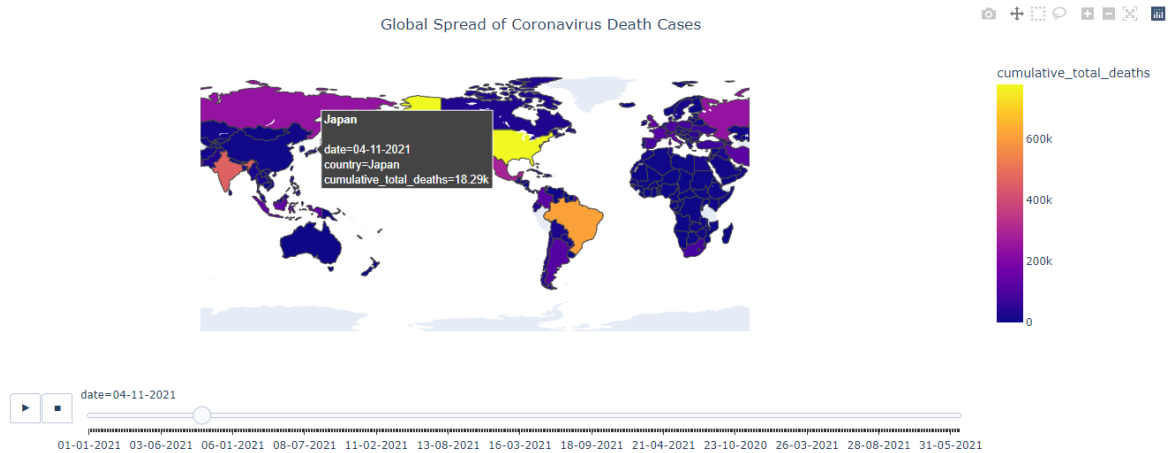 Global Spread of Coronavirus Death Cases
cumulative_total_deaths
600k
400k
200k
0
Japan
date=04-11-2021
country=Japan
cumulative_total_deaths=18.29k
date=04-11-2021
01-01-2021 03-06-2021 06-01-2021 08-07-2021 11-02-2021 13-08-2021 16-03-2021 18-09-2021 21-04-2021 23-10-2020 26-03-2021 28-08-2021 31-05-2021